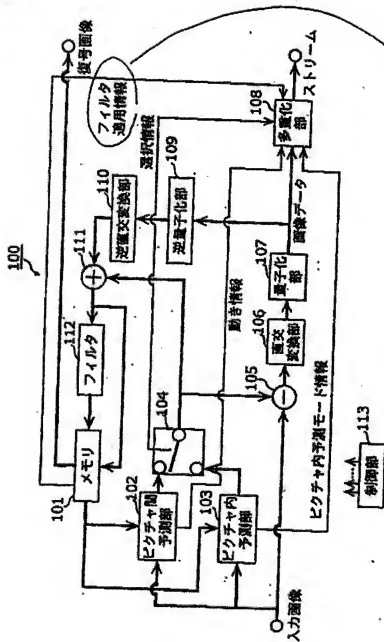 100
復号画像
フィルタ
適用情報
メモリ
101
フィルタ
112
111
逆直交変換部
110
選択情報
逆量子化部
109
多重化
部
108
ストリーム
ピクチャ間
予測部
102
104
動き情報
画像データ
ピクチャ内
予測部
103
105
直交
変換部
106
量子化
部
107
入力画像
ピクチャ内予測モード情報
制御部
113